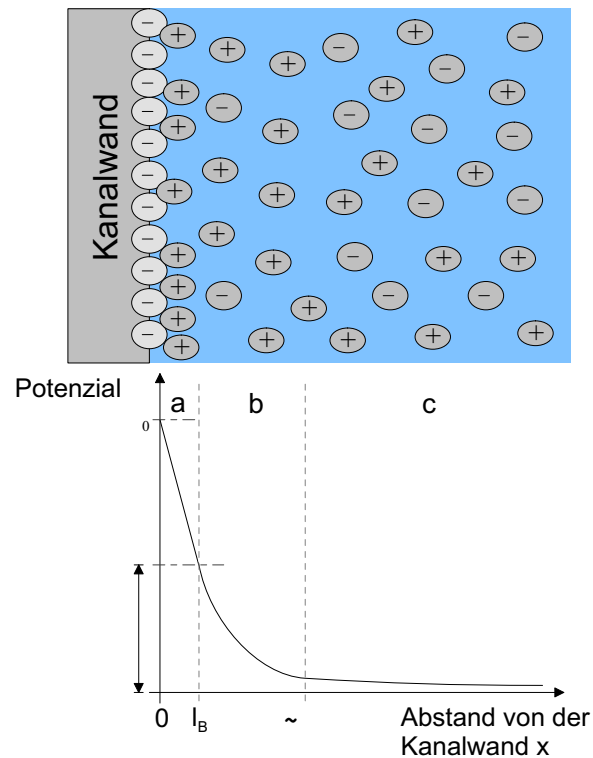 Kanalwand
Potenzial
a b c
0
0 l_B ~ Abstand von der
Kanalwand x